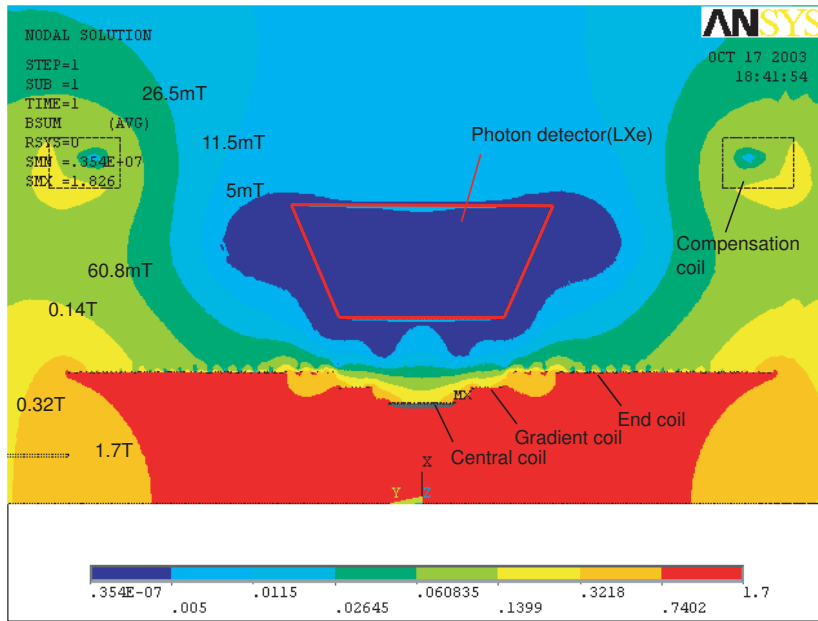 ANSYS
NODAL SOLUTION
OCT 17 2003
18:41:54
STEP=1
SUB =1
TIME=1
BSUM (AVG)
RSYS=0
SMN =.354E-07
SMX =1.826
26.5mT
11.5mT
5mT
Photon detector(LXe)
Compensation
coil
60.8mT
0.14T
0.32T
1.7T
MX
End coil
Gradient coil
Central coil
X
Y
Z
.354E-07
.005
.0115
.02645
.060835
.1399
.3218
.7402
1.7